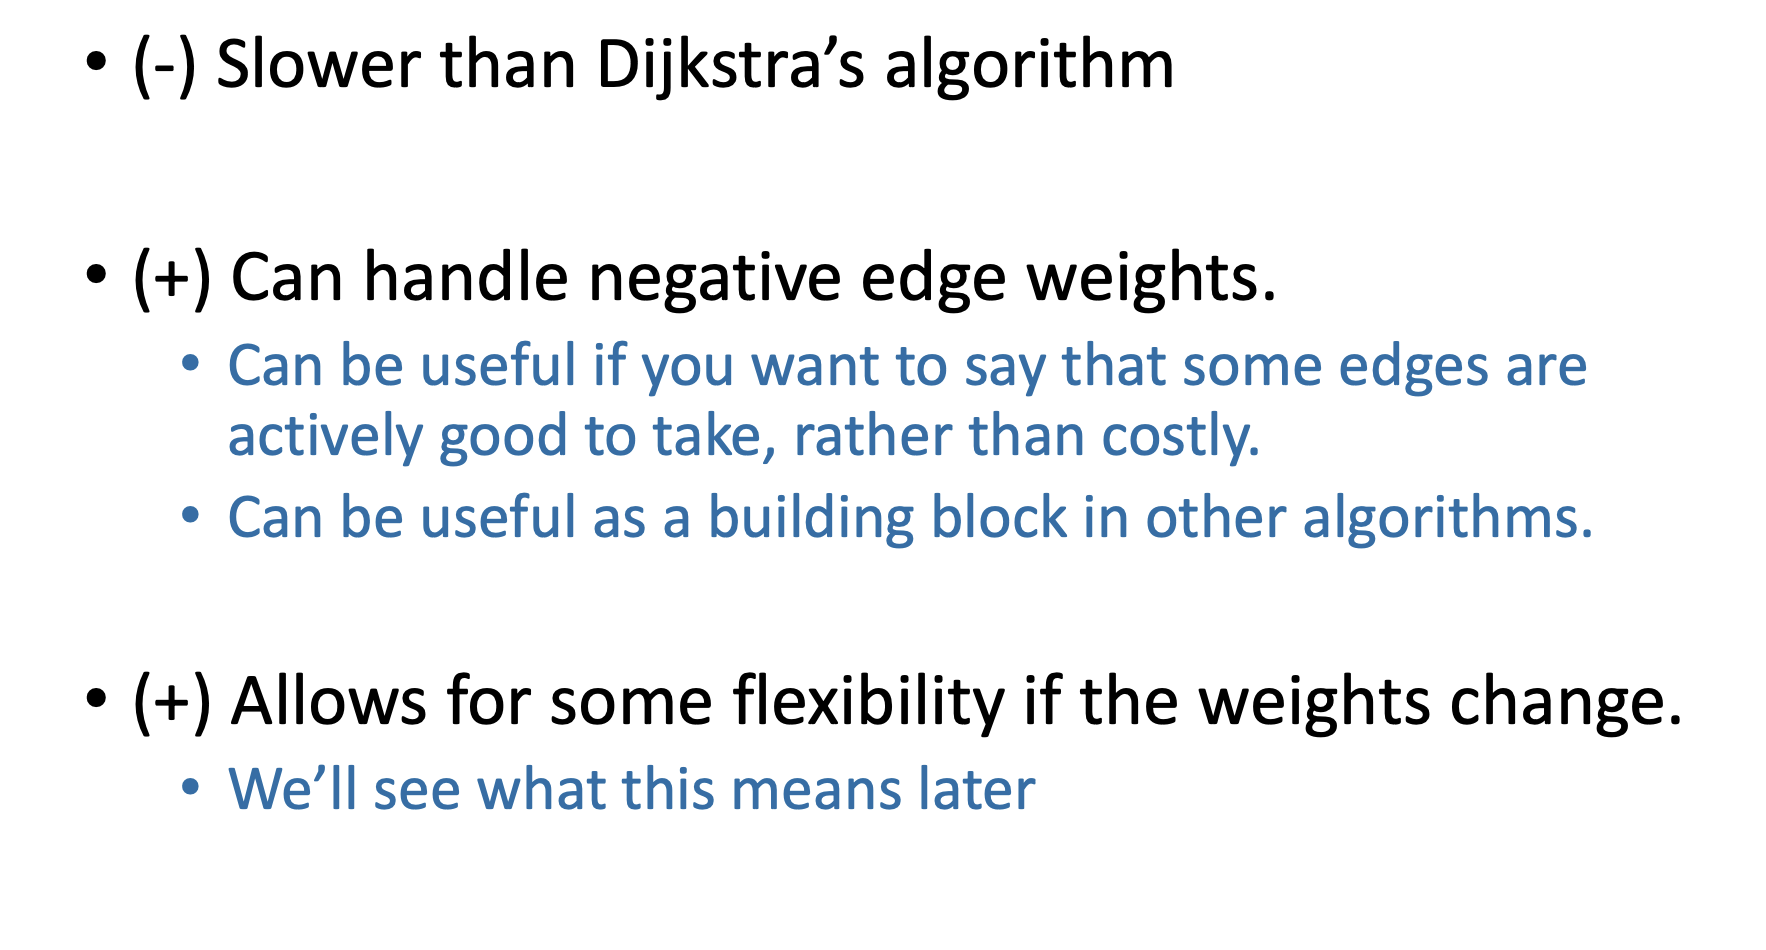 • (-) Slower than Dijkstra’s algorithm
• (+) Can handle negative edge weights.
• Can be useful if you want to say that some edges are
actively good to take, rather than costly.
• Can be useful as a building block in other algorithms.
• (+) Allows for some flexibility if the weights change.
• We’ll see what this means later